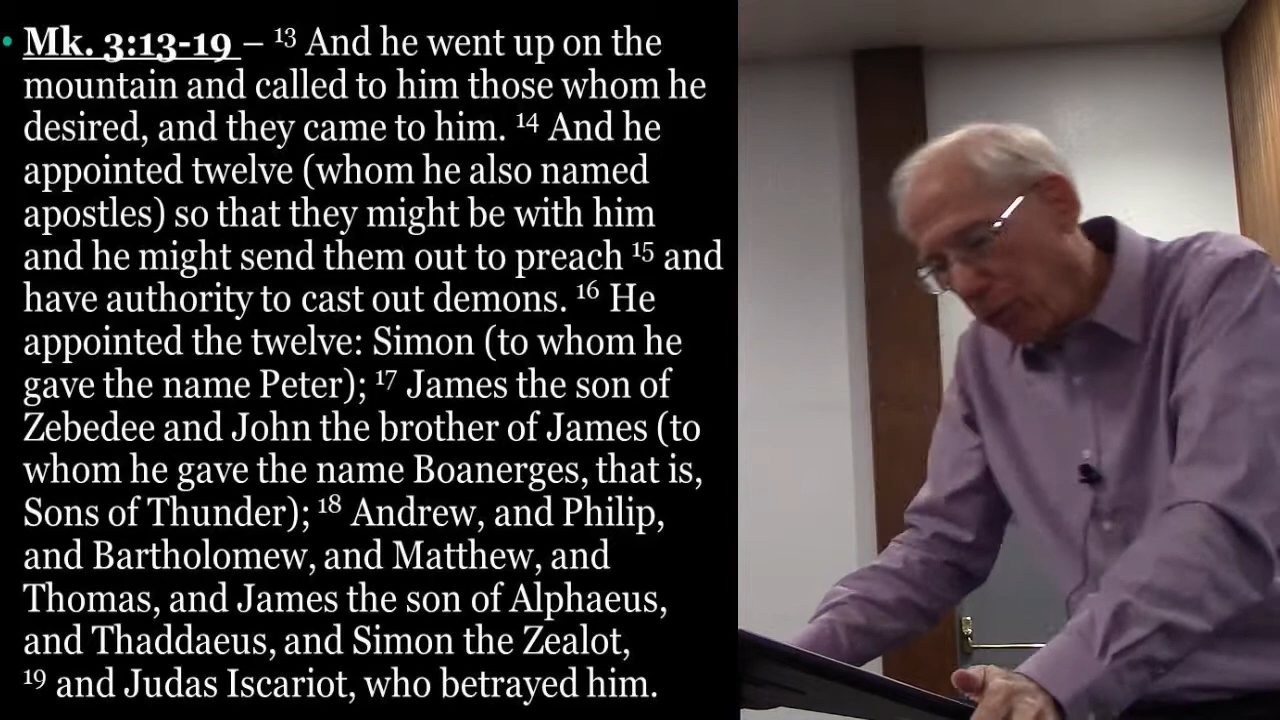 • Mk. 3:13-19 – 13 And he went up on the
mountain and called to him those whom he
desired, and they came to him. 14 And he
appointed twelve (whom he also named
apostles) so that they might be with him
and he might send them out to preach 15 and
have authority to cast out demons. 16 He
appointed the twelve: Simon (to whom he
gave the name Peter); 17 James the son of
Zebedee and John the brother of James (to
whom he gave the name Boanerges, that is,
Sons of Thunder); 18 Andrew, and Philip,
and Bartholomew, and Matthew, and
Thomas, and James the son of Alphaeus,
and Thaddaeus, and Simon the Zealot,
19 and Judas Iscariot, who betrayed him.